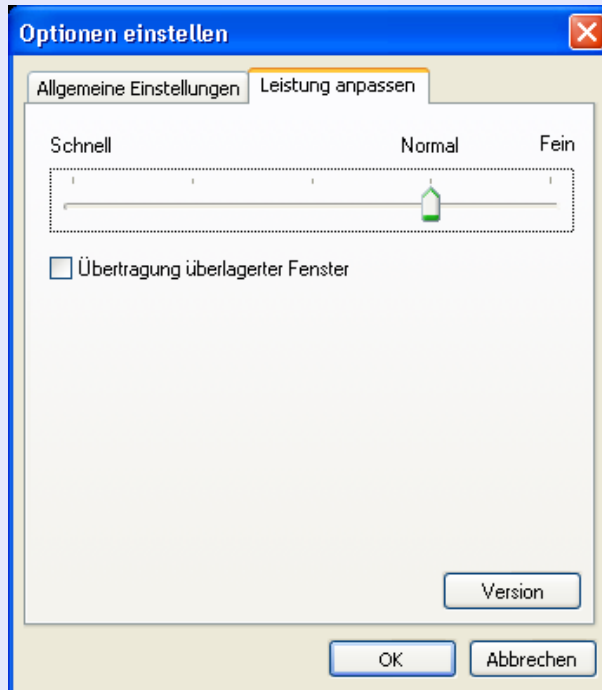 Optionen einstellen
Allgemeine Einstellungen Leistung anpassen
Schnell Normal Fein
Übertragung überlagerter Fenster
Version
OK Abbrechen